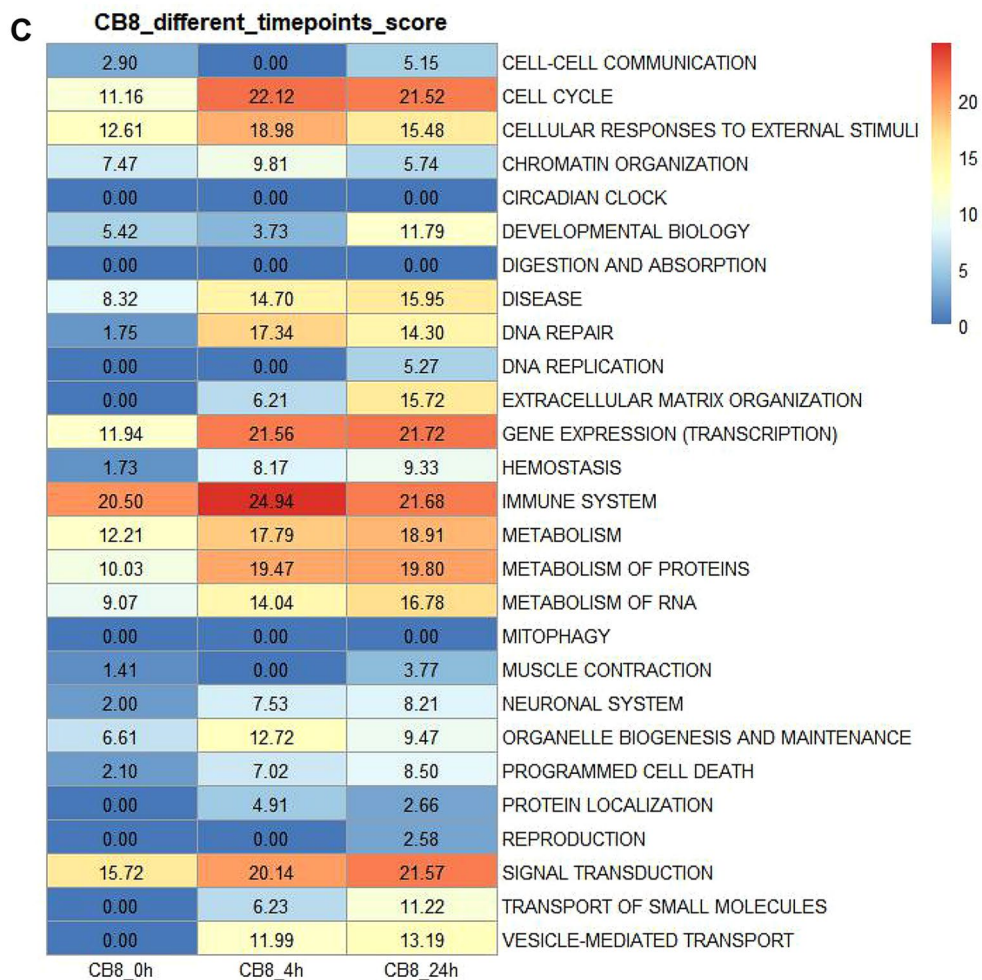 C
CB8_different_timepoints_score
2.90 0.00 5.15 CELL-CELL COMMUNICATION
11.16 22.12 21.52 CELL CYCLE
12.61 18.98 15.48 CELLULAR RESPONSES TO EXTERNAL STIMULI
7.47 9.81 5.74 CHROMATIN ORGANIZATION
0.00 0.00 0.00 CIRCADIAN CLOCK
5.42 3.73 11.79 DEVELOPMENTAL BIOLOGY
0.00 0.00 0.00 DIGESTION AND ABSORPTION
8.32 14.70 15.95 DISEASE
1.75 17.34 14.30 DNA REPAIR
0.00 0.00 5.27 DNA REPLICATION
0.00 6.21 15.72 EXTRACELLULAR MATRIX ORGANIZATION
11.94 21.56 21.72 GENE EXPRESSION (TRANSCRIPTION)
1.73 8.17 9.33 HEMOSTASIS
20.50 24.94 21.68 IMMUNE SYSTEM
12.21 17.79 18.91 METABOLISM
10.03 19.47 19.80 METABOLISM OF PROTEINS
9.07 14.04 16.78 METABOLISM OF RNA
0.00 0.00 0.00 MITOPHAGY
1.41 0.00 3.77 MUSCLE CONTRACTION
2.00 7.53 8.21 NEURONAL SYSTEM
6.61 12.72 9.47 ORGANELLE BIOGENESIS AND MAINTENANCE
2.10 7.02 8.50 PROGRAMMED CELL DEATH
0.00 4.91 2.66 PROTEIN LOCALIZATION
0.00 0.00 2.58 REPRODUCTION
15.72 20.14 21.57 SIGNAL TRANSDUCTION
0.00 6.23 11.22 TRANSPORT OF SMALL MOLECULES
0.00 11.99 13.19 VESICLE-MEDIATED TRANSPORT
CB8_0h CB8_4h CB8_24h
20
15
10
5
0